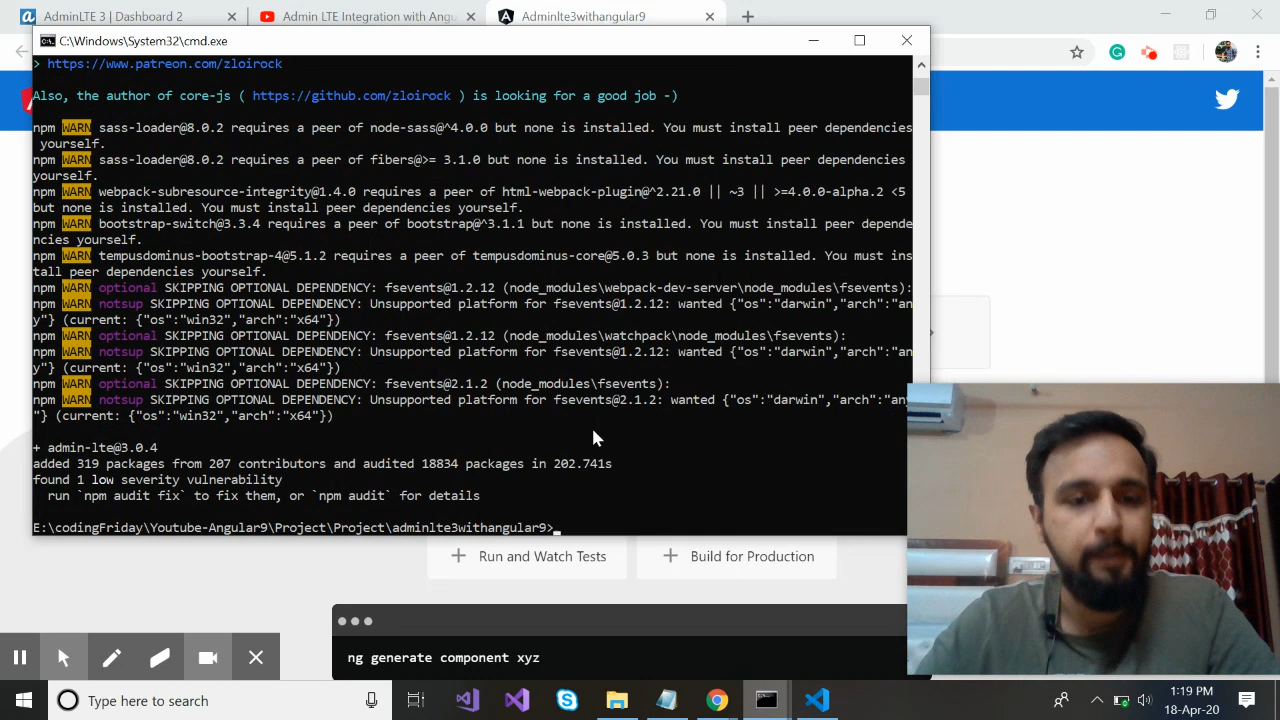 AdminLTE 3 | Dashboard 2
Admin LTE Integration with Angu
Adminlte3withangular9
C:\Windows\System32\cmd.exe
> https://www.patreon.com/zloirock
Also, the author of core-js ( https://github.com/zloirock ) is looking for a good job -)
npm WARN sass-loader@8.0.2 requires a peer of node-sass@^4.0.0 but none is installed. You must install peer dependencies
yourself.
npm WARN sass-loader@8.0.2 requires a peer of fibers@>= 3.1.0 but none is installed. You must install peer dependencies
yourself.
npm WARN webpack-subresource-integrity@1.4.0 requires a peer of html-webpack-plugin@^2.21.0 || ~3 || >=4.0.0-alpha.2 <5
but none is installed. You must install peer dependencies yourself.
npm WARN bootstrap-switch@3.3.4 requires a peer of bootstrap@^3.1.1 but none is installed. You must install peer depende
ncies yourself.
npm WARN tempusdominus-bootstrap-4@5.1.2 requires a peer of tempusdominus-core@5.0.3 but none is installed. You must ins
tall peer dependencies yourself.
npm WARN optional SKIPPING OPTIONAL DEPENDENCY: fsevents@1.2.12 (node_modules\webpack-dev-server\node_modules\fsevents):
npm WARN notsup SKIPPING OPTIONAL DEPENDENCY: Unsupported platform for fsevents@1.2.12: wanted {"os":"darwin","arch":"an
y"} (current: {"os":"win32","arch":"x64"})
npm WARN optional SKIPPING OPTIONAL DEPENDENCY: fsevents@1.2.12 (node_modules\watchpack\node_modules\fsevents):
npm WARN notsup SKIPPING OPTIONAL DEPENDENCY: Unsupported platform for fsevents@1.2.12: wanted {"os":"darwin","arch":"an
y"} (current: {"os":"win32","arch":"x64"})
npm WARN optional SKIPPING OPTIONAL DEPENDENCY: fsevents@2.1.2 (node_modules\fsevents):
npm WARN notsup SKIPPING OPTIONAL DEPENDENCY: Unsupported platform for fsevents@2.1.2: wanted {"os":"darwin","arch":"any
"} (current: {"os":"win32","arch":"x64"})
+ admin-lte@3.0.4
added 319 packages from 207 contributors and audited 18834 packages in 202.741s
found 1 low severity vulnerability
run `npm audit fix` to fix them, or `npm audit` for details
E:\codingFriday\Youtube-Angular9\Project\Project\adminlte3withangular9>
Run and Watch Tests
Build for Production
ng generate component xyz
Type here to search
1:19 PM
18-Apr-20